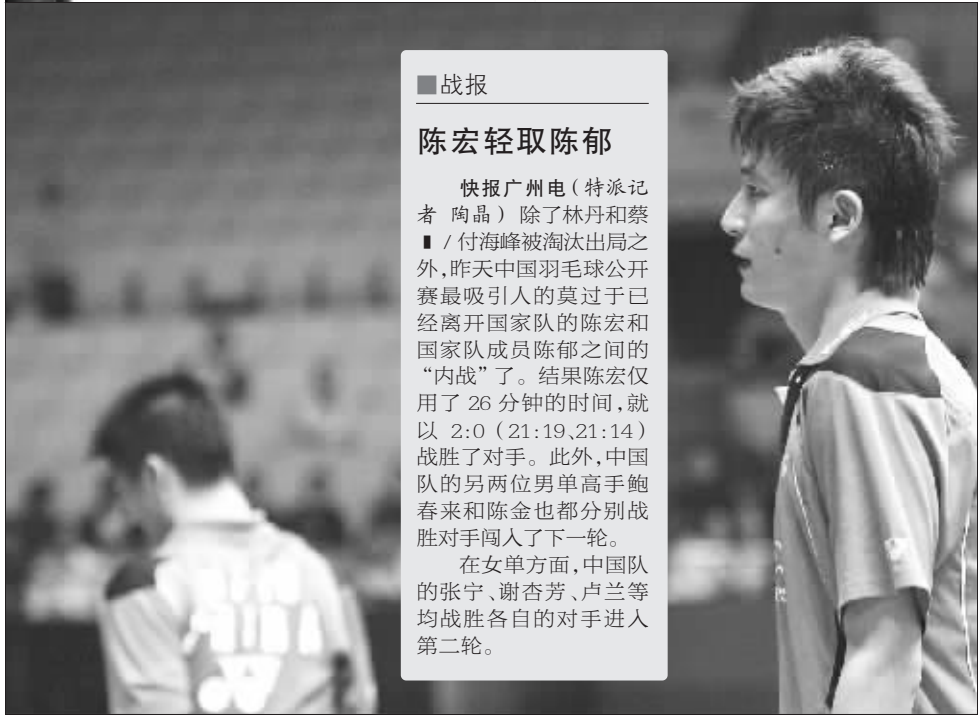 ■战报
陈宏轻取陈郁
快报广州电(特派记
者 陶晶) 除了林丹和蔡
▮/付海峰被淘汰出局之
外,昨天中国羽毛球公开
赛最吸引人的莫过于已
经离开国家队的陈宏和
国家队成员陈郁之间的
“内战”了。结果陈宏仅
用了 26 分钟的时间,就
以 2:0(21:19、21:14)
战胜了对手。此外,中国
队的另两位男单高手鲍
春来和陈金也都分别战
胜对手闯入了下一轮。
在女单方面,中国队
的张宁、谢杏芳、卢兰等
均战胜各自的对手进入
第二轮。